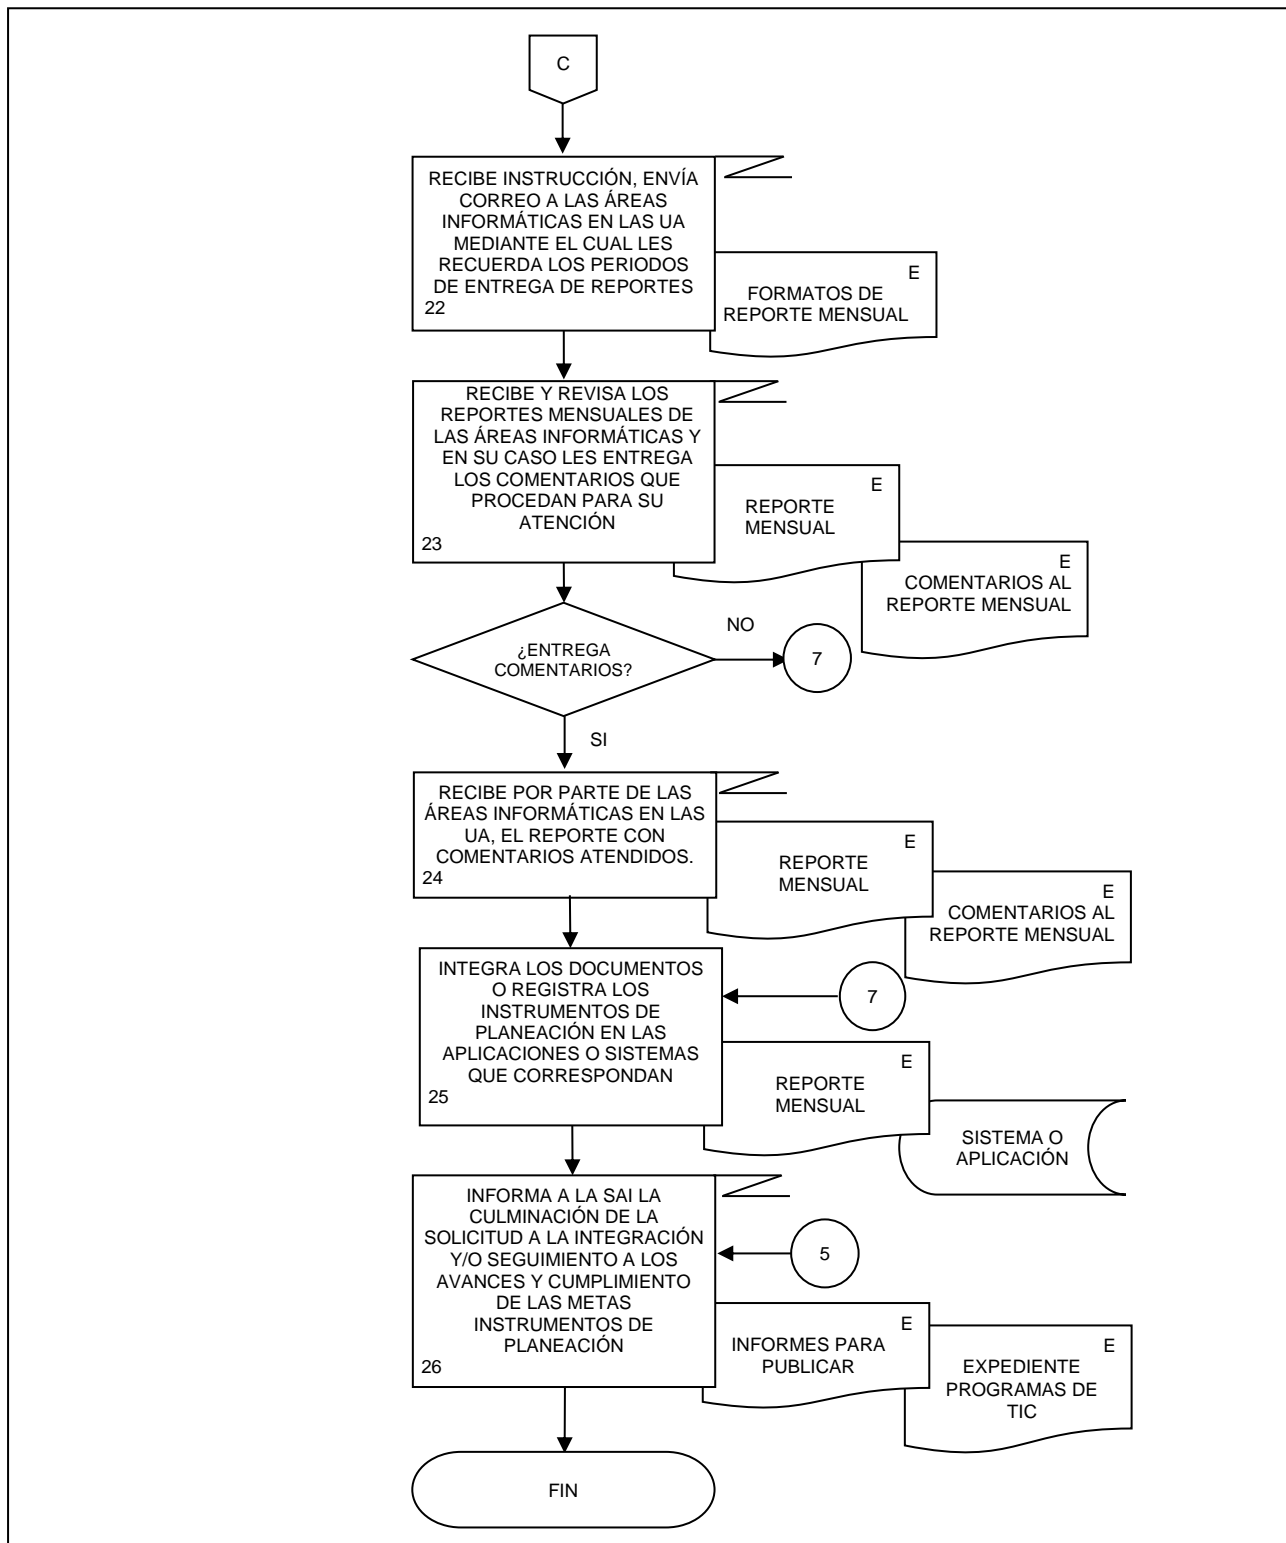 C
RECIBE INSTRUCCIÓN, ENVÍA
CORREO A LAS ÁREAS
INFORMÁTICAS EN LAS UA
MEDIANTE EL CUAL LES
RECUERDA LOS PERIODOS
DE ENTREGA DE REPORTES
22
E
FORMATOS DE
REPORTE MENSUAL
RECIBE Y REVISA LOS
REPORTES MENSUALES DE
LAS ÁREAS INFORMÁTICAS Y
EN SU CASO LES ENTREGA
LOS COMENTARIOS QUE
PROCEDAN PARA SU
ATENCIÓN
23
E
REPORTE
MENSUAL
E
COMENTARIOS AL
REPORTE MENSUAL
¿ENTREGA
COMENTARIOS?
NO
7
SI
RECIBE POR PARTE DE LAS
ÁREAS INFORMÁTICAS EN LAS
UA, EL REPORTE CON
COMENTARIOS ATENDIDOS.
24
E
REPORTE
MENSUAL
E
COMENTARIOS AL
REPORTE MENSUAL
INTEGRA LOS DOCUMENTOS
O REGISTRA LOS
INSTRUMENTOS DE
PLANEACIÓN EN LAS
APLICACIONES O SISTEMAS
QUE CORRESPONDAN
25
7
E
REPORTE
MENSUAL
SISTEMA O
APLICACIÓN
INFORMA A LA SAI LA
CULMINACIÓN DE LA
SOLICITUD A LA INTEGRACIÓN
Y/O SEGUIMIENTO A LOS
AVANCES Y CUMPLIMIENTO
DE LAS METAS
INSTRUMENTOS DE
PLANEACIÓN
26
5
E
INFORMES PARA
PUBLICAR
E
EXPEDIENTE
PROGRAMAS DE
TIC
FIN